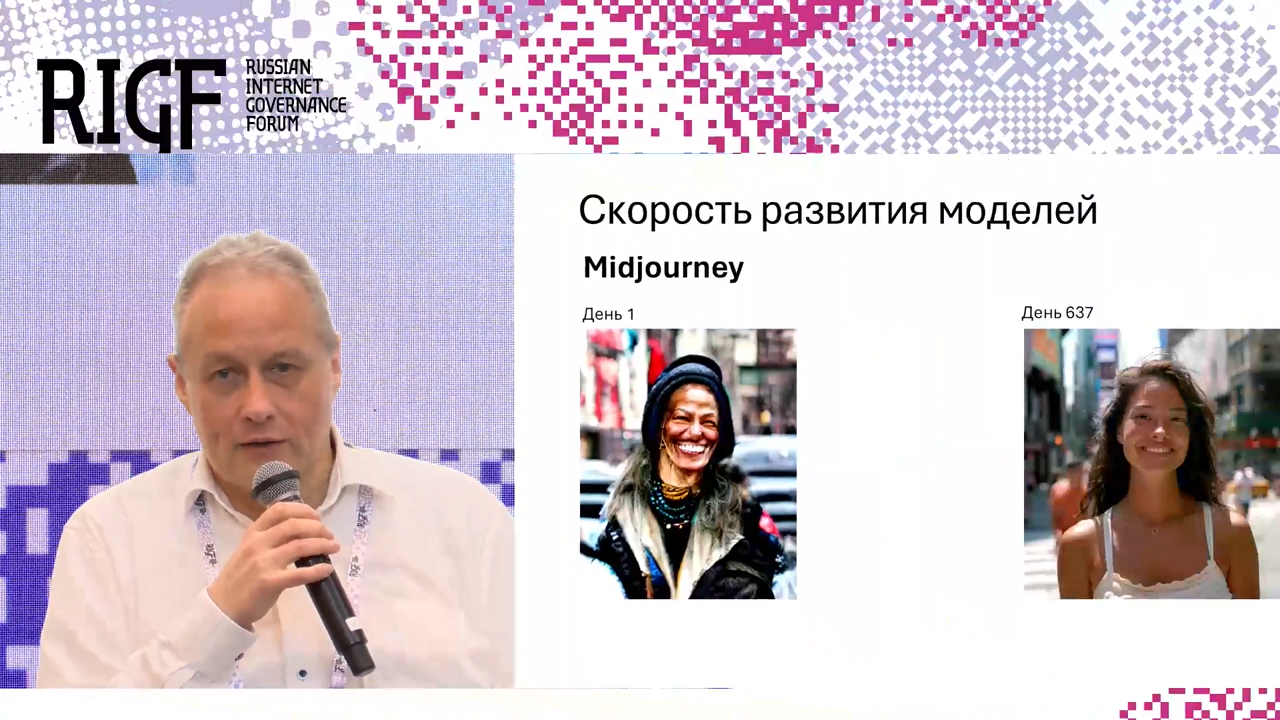 RIGF
RUSSIAN
INTERNET
GOVERNANCE
FORUM
Скорость развития моделей
Midjourney
День 1
День 637